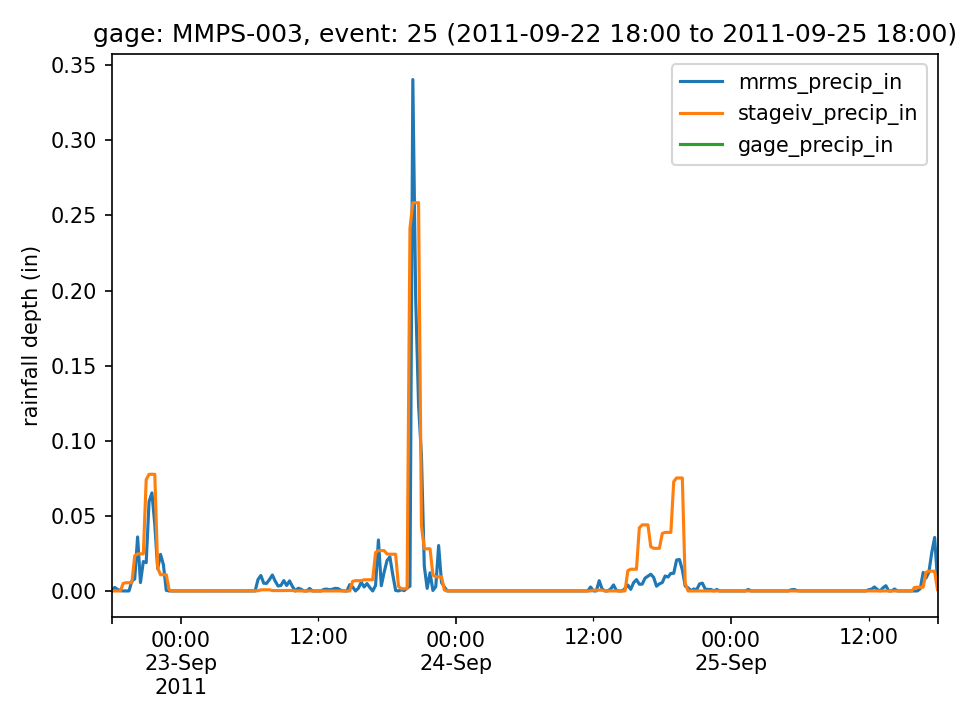 gage: MMPS-003, event: 25 (2011-09-22 18:00 to 2011-09-25 18:00)
mrms_precip_in
stageiv_precip_in
gage_precip_in
rainfall depth (in)
0.35
0.30
0.25
0.20
0.15
0.10
0.05
0.00
00:00 12:00 00:00 12:00 00:00 12:00
23-Sep 24-Sep 25-Sep
2011